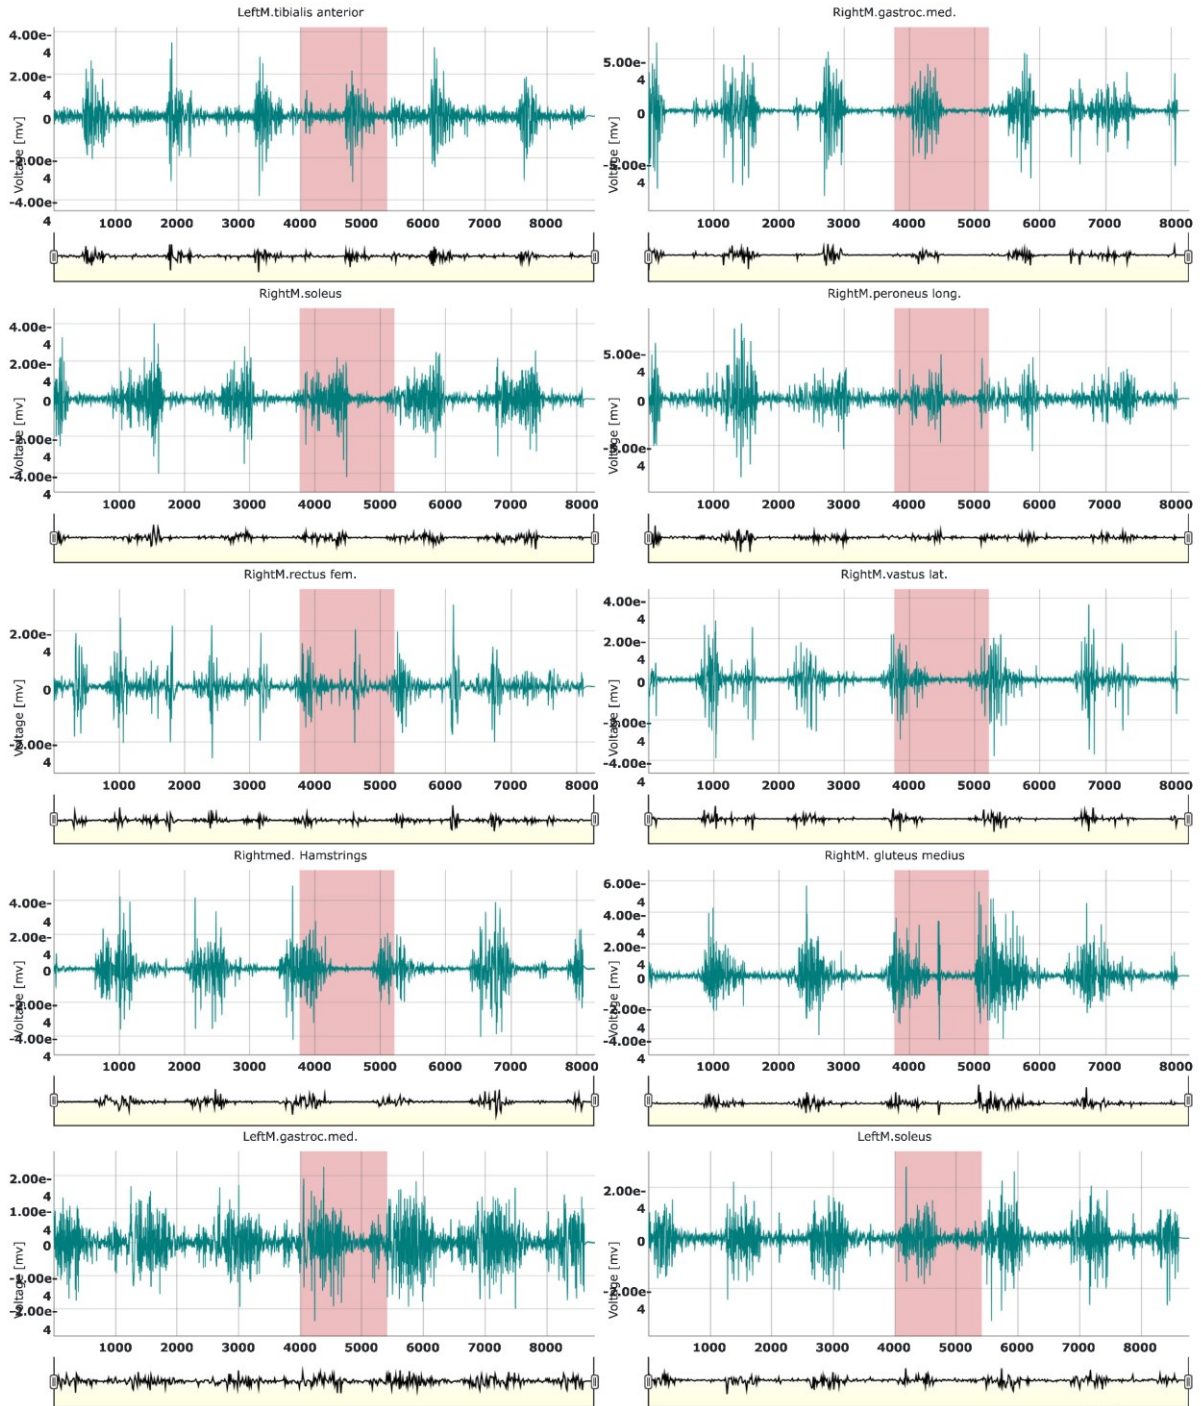 LeftM.tibialis anterior
4.00e-
4
2.00e-
4
0
-2.00e-
4
-4.00e-
4
Voltage [mv]
1000 2000 3000 4000 5000 6000 7000 8000
RightM.gastroc.med.
5.00e-
4
0
-5.00e-
4
Voltage [mv]
1000 2000 3000 4000 5000 6000 7000 8000
RightM.soleus
4.00e-
4
2.00e-
4
0
-2.00e-
4
-4.00e-
4
Voltage [mv]
1000 2000 3000 4000 5000 6000 7000 8000
RightM.peroneus long.
5.00e-
4
0
-5.00e-
4
Voltage [mv]
1000 2000 3000 4000 5000 6000 7000 8000
RightM.rectus fem.
2.00e-
4
0
-2.00e-
4
Voltage [mv]
1000 2000 3000 4000 5000 6000 7000 8000
RightM.vastus lat.
4.00e-
4
2.00e-
4
0
-2.00e-
4
-4.00e-
4
Voltage [mv]
1000 2000 3000 4000 5000 6000 7000 8000
Rightmed. Hamstrings
4.00e-
4
2.00e-
4
0
-2.00e-
4
-4.00e-
4
Voltage [mv]
1000 2000 3000 4000 5000 6000 7000 8000
RightM. gluteus medius
6.00e-
4
4.00e-
4
2.00e-
4
0
-2.00e-
4
-4.00e-
4
Voltage [mv]
1000 2000 3000 4000 5000 6000 7000 8000
LeftM.gastroc.med.
2.00e-
4
1.00e-
4
0
-1.00e-
4
-2.00e-
4
Voltage [mv]
1000 2000 3000 4000 5000 6000 7000 8000
LeftM.soleus
2.00e-
4
0
-2.00e-
4
Voltage [mv]
1000 2000 3000 4000 5000 6000 7000 8000